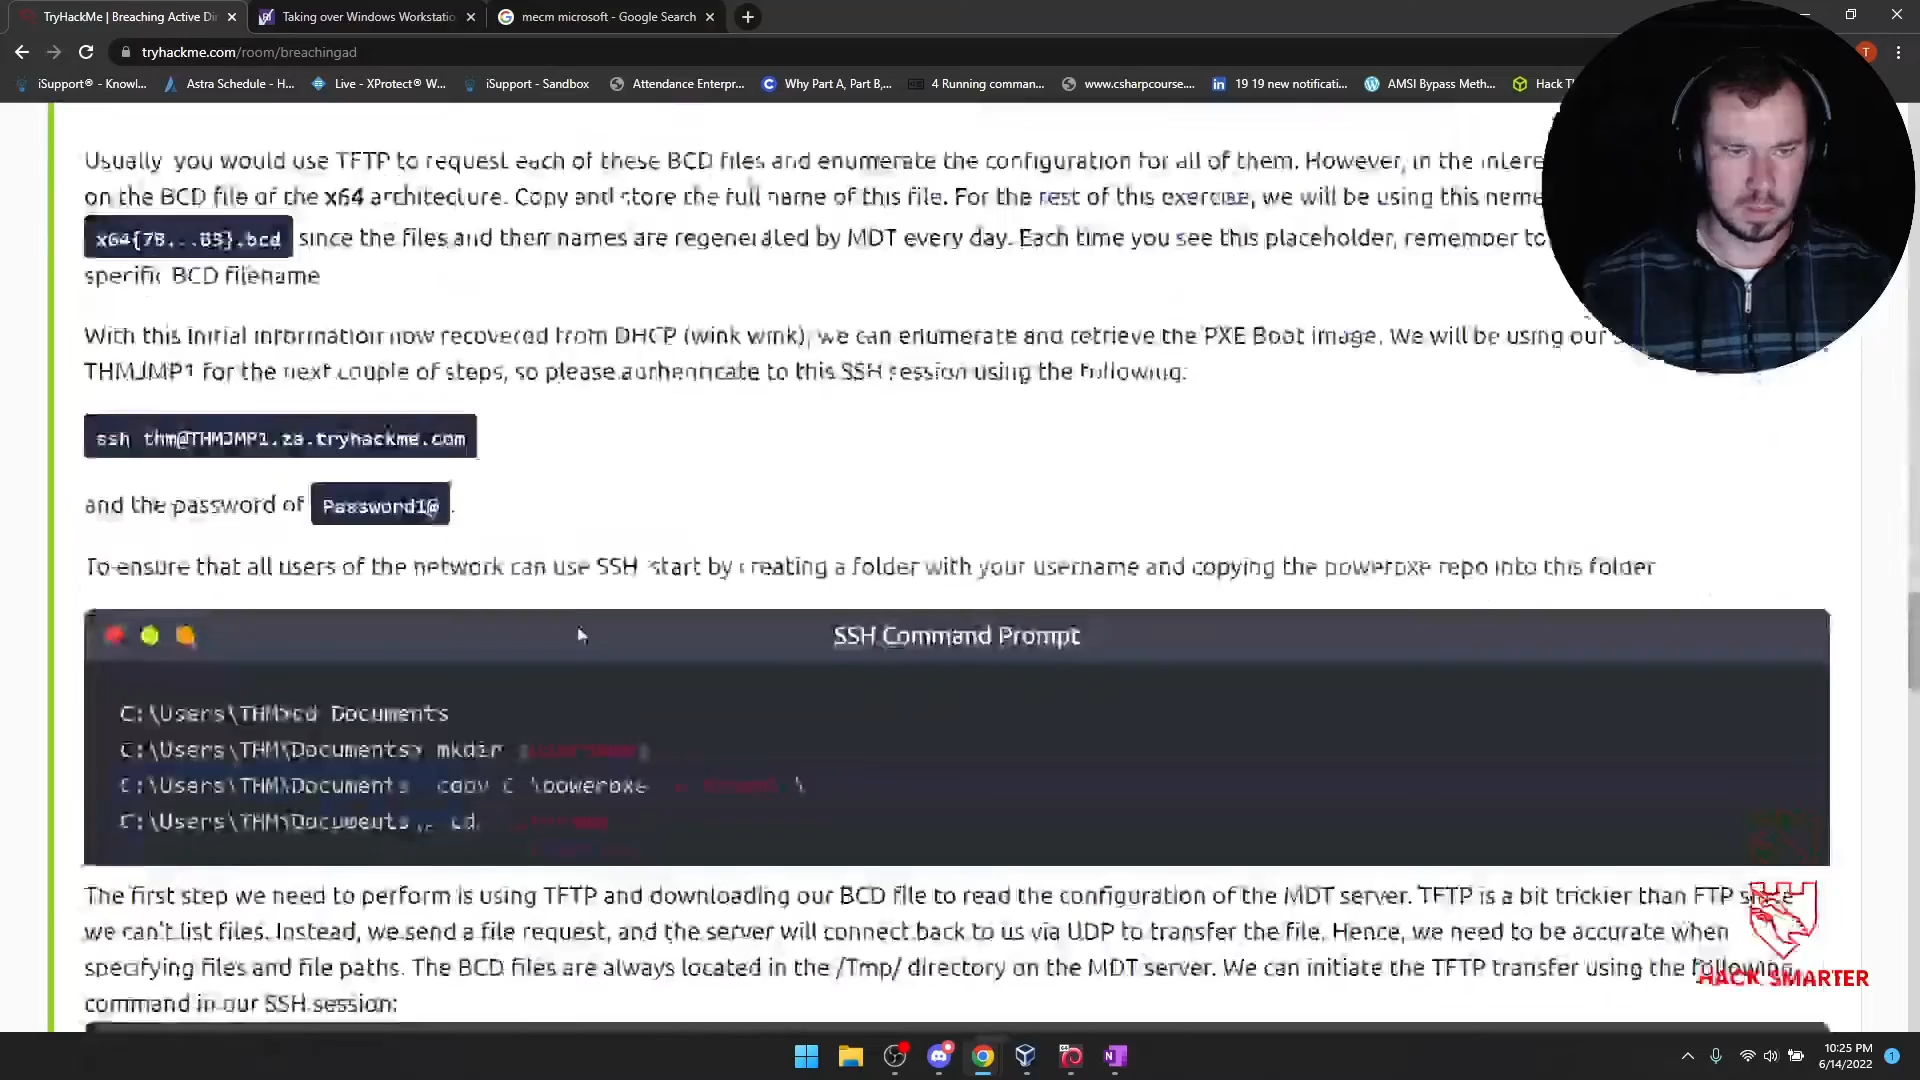 TryHackMe | Breaching Active Di
Taking over Windows Workstatio
mecm microsoft - Google Search
tryhackme.com/room/breachingad
T
iSupport® - Knowl...
Astra Schedule - H...
Live - XProtect® W...
iSupport - Sandbox
Attendance Enterpr...
Why Part A, Part B,...
4 Running comman...
www.csharpcourse....
19 19 new notificati...
AMSI Bypass Meth...
Hack Th
Usually you would use TFTP to request each of these BCD files and enumerate the configuration for all of them. However, in the intere
on the BCD file of the x64 architecture. Copy and store the full name of this file. For the rest of this exercise, we will be using this name
x64{7B...B3}.bcd since the files and their names are regenerated by MDT every day. Each time you see this placeholder, remember to
specific BCD filename
With this initial information now recovered from DHCP (wink wink), we can enumerate and retrieve the PXE Boot image. We will be using our
THMJMP1 for the next couple of steps, so please authenticate to this SSH session using the following:
ssh thm@THMJMP1.za.tryhackme.com
and the password of Password1@.
To ensure that all users of the network can use SSH start by creating a folder with your username and copying the powerpxe repo into this folder
SSH Command Prompt
C:\Users\THM>cd Documents
C:\Users\THM\Documents> mkdir
C:\Users\THM\Documents copy C \powerpxe \
C:\Users\THM\Documents\> cd
The first step we need to perform is using TFTP and downloading our BCD file to read the configuration of the MDT server. TFTP is a bit trickier than FTP since
we can't list files. Instead, we send a file request, and the server will connect back to us via UDP to transfer the file. Hence, we need to be accurate when
specifying files and file paths. The BCD files are always located in the /Tmp/ directory on the MDT server. We can initiate the TFTP transfer using the following
command in our SSH session:
HACK SMARTER
10:25 PM
6/14/2022
1